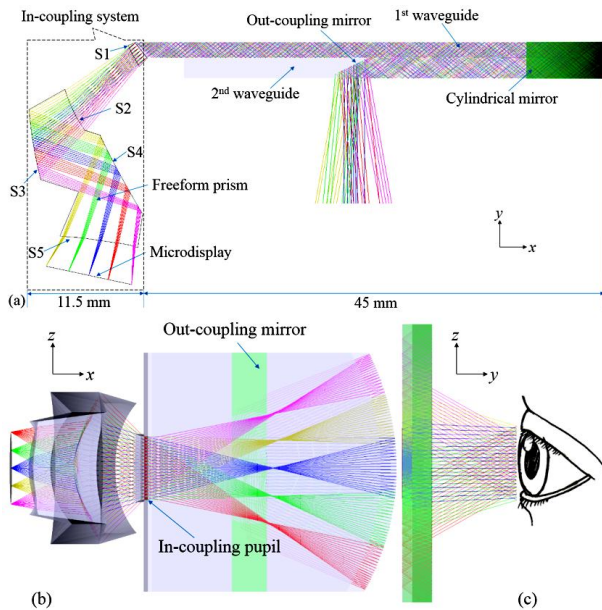 In-coupling system
S1
Out-coupling mirror
1st waveguide
2nd waveguide
Cylindrical mirror
S2
S4
S3
Freeform prism
S5
Microdisplay
y
x
(a)
11.5 mm
45 mm
Out-coupling mirror
z
x
z
y
In-coupling pupil
(b)
(c)